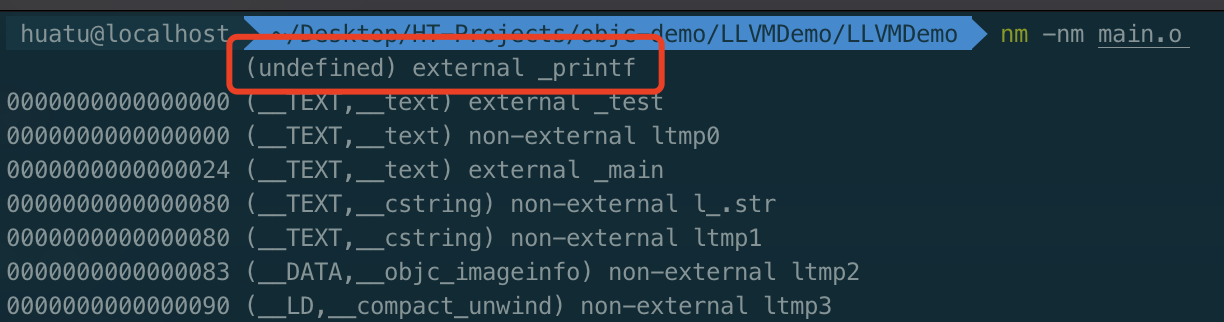 huatu@localhost ~/Desktop/HT-Projects/objc-demo/LLVMDemo/LLVMDemo nm -nm main.o
(undefined) external _printf
0000000000000000 (__TEXT,__text) external _test
0000000000000000 (__TEXT,__text) non-external ltmp0
0000000000000024 (__TEXT,__text) external _main
0000000000000080 (__TEXT,__cstring) non-external l_.str
0000000000000080 (__TEXT,__cstring) non-external ltmp1
0000000000000083 (__DATA,__objc_imageinfo) non-external ltmp2
0000000000000090 (__LD,__compact_unwind) non-external ltmp3